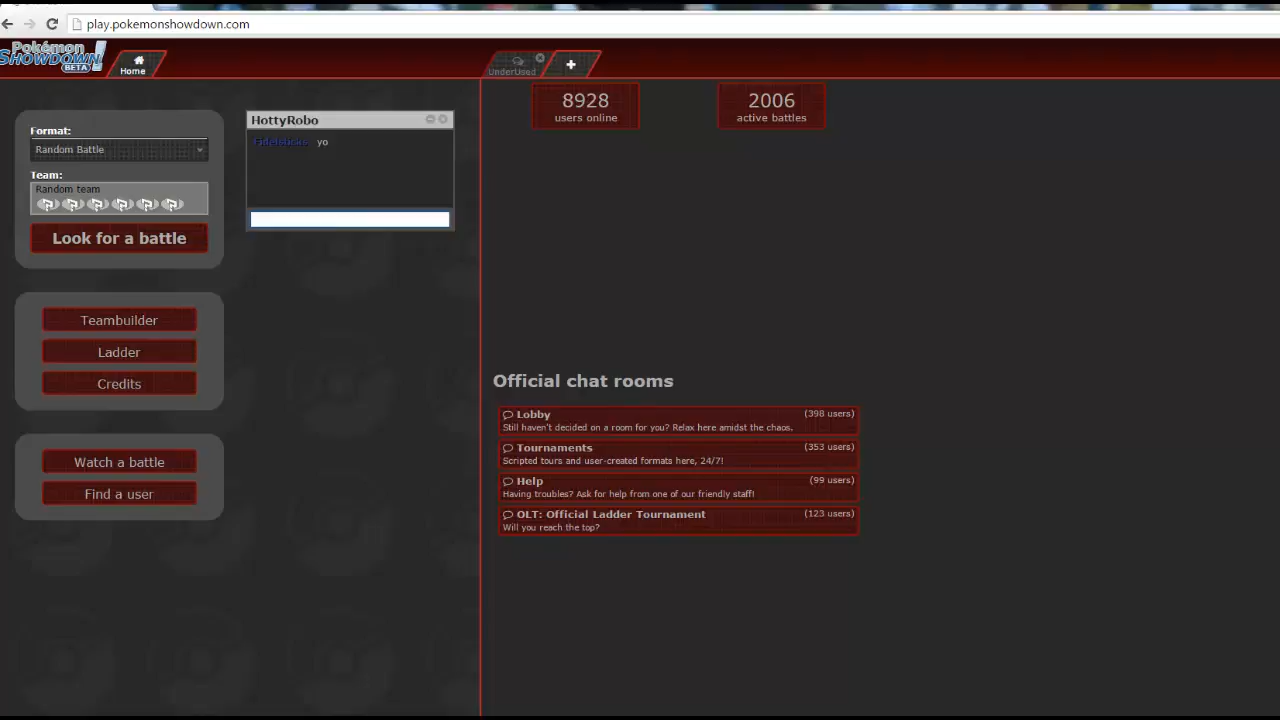 play.pokemonshowdown.com
Pokémon
SHOWDOWN!
BETA
Home
UnderUsed
8928
users online
2006
active battles
Format:
Random Battle
Team:
Random team
Look for a battle
HottyRobo
Fidelsticks yo
Teambuilder
Ladder
Credits
Watch a battle
Find a user
Official chat rooms
Lobby (398 users)
Still haven't decided on a room for you? Relax here amidst the chaos.
Tournaments (353 users)
Scripted tours and user-created formats here, 24/7!
Help (99 users)
Having troubles? Ask for help from one of our friendly staff!
OLT: Official Ladder Tournament (123 users)
Will you reach the top?